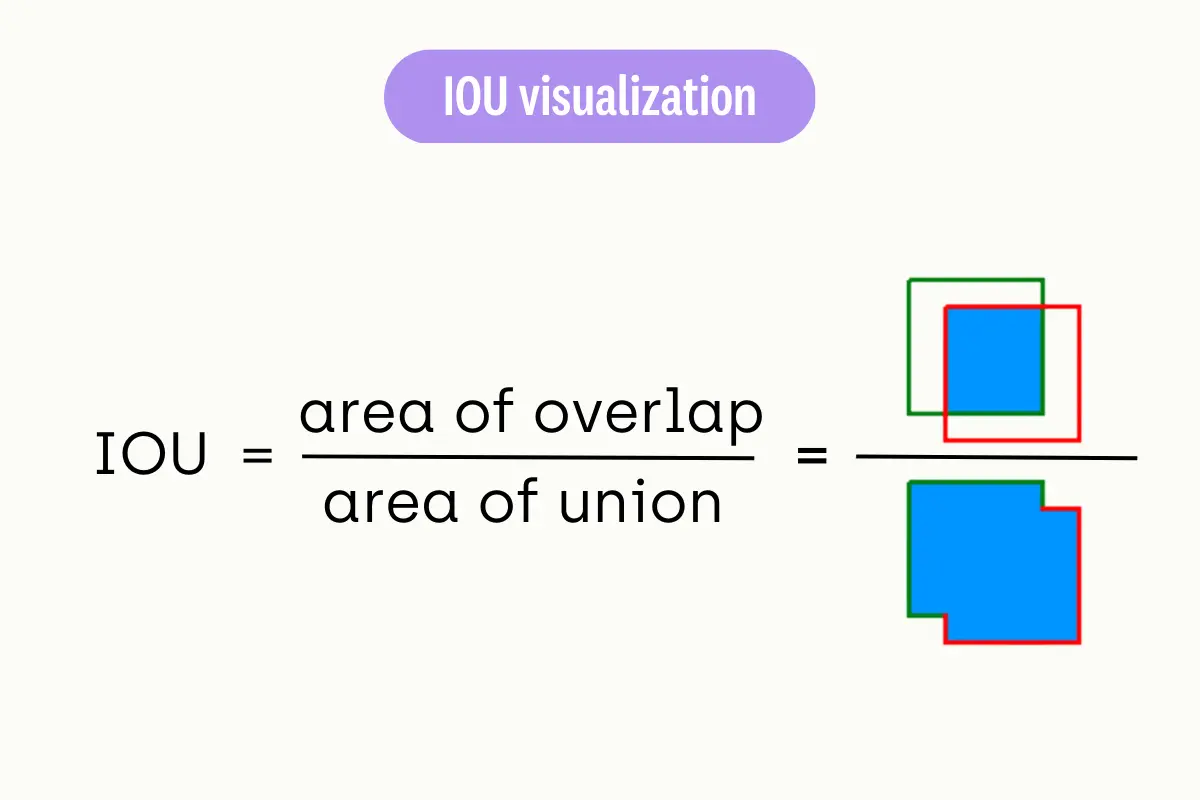 IOU visualization
IOU = area of overlap =
area of union